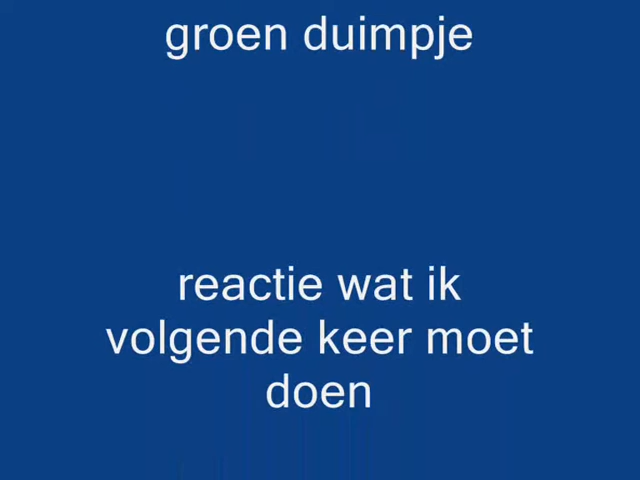 groen duimpje
reactie wat ik
volgende keer moet
doen